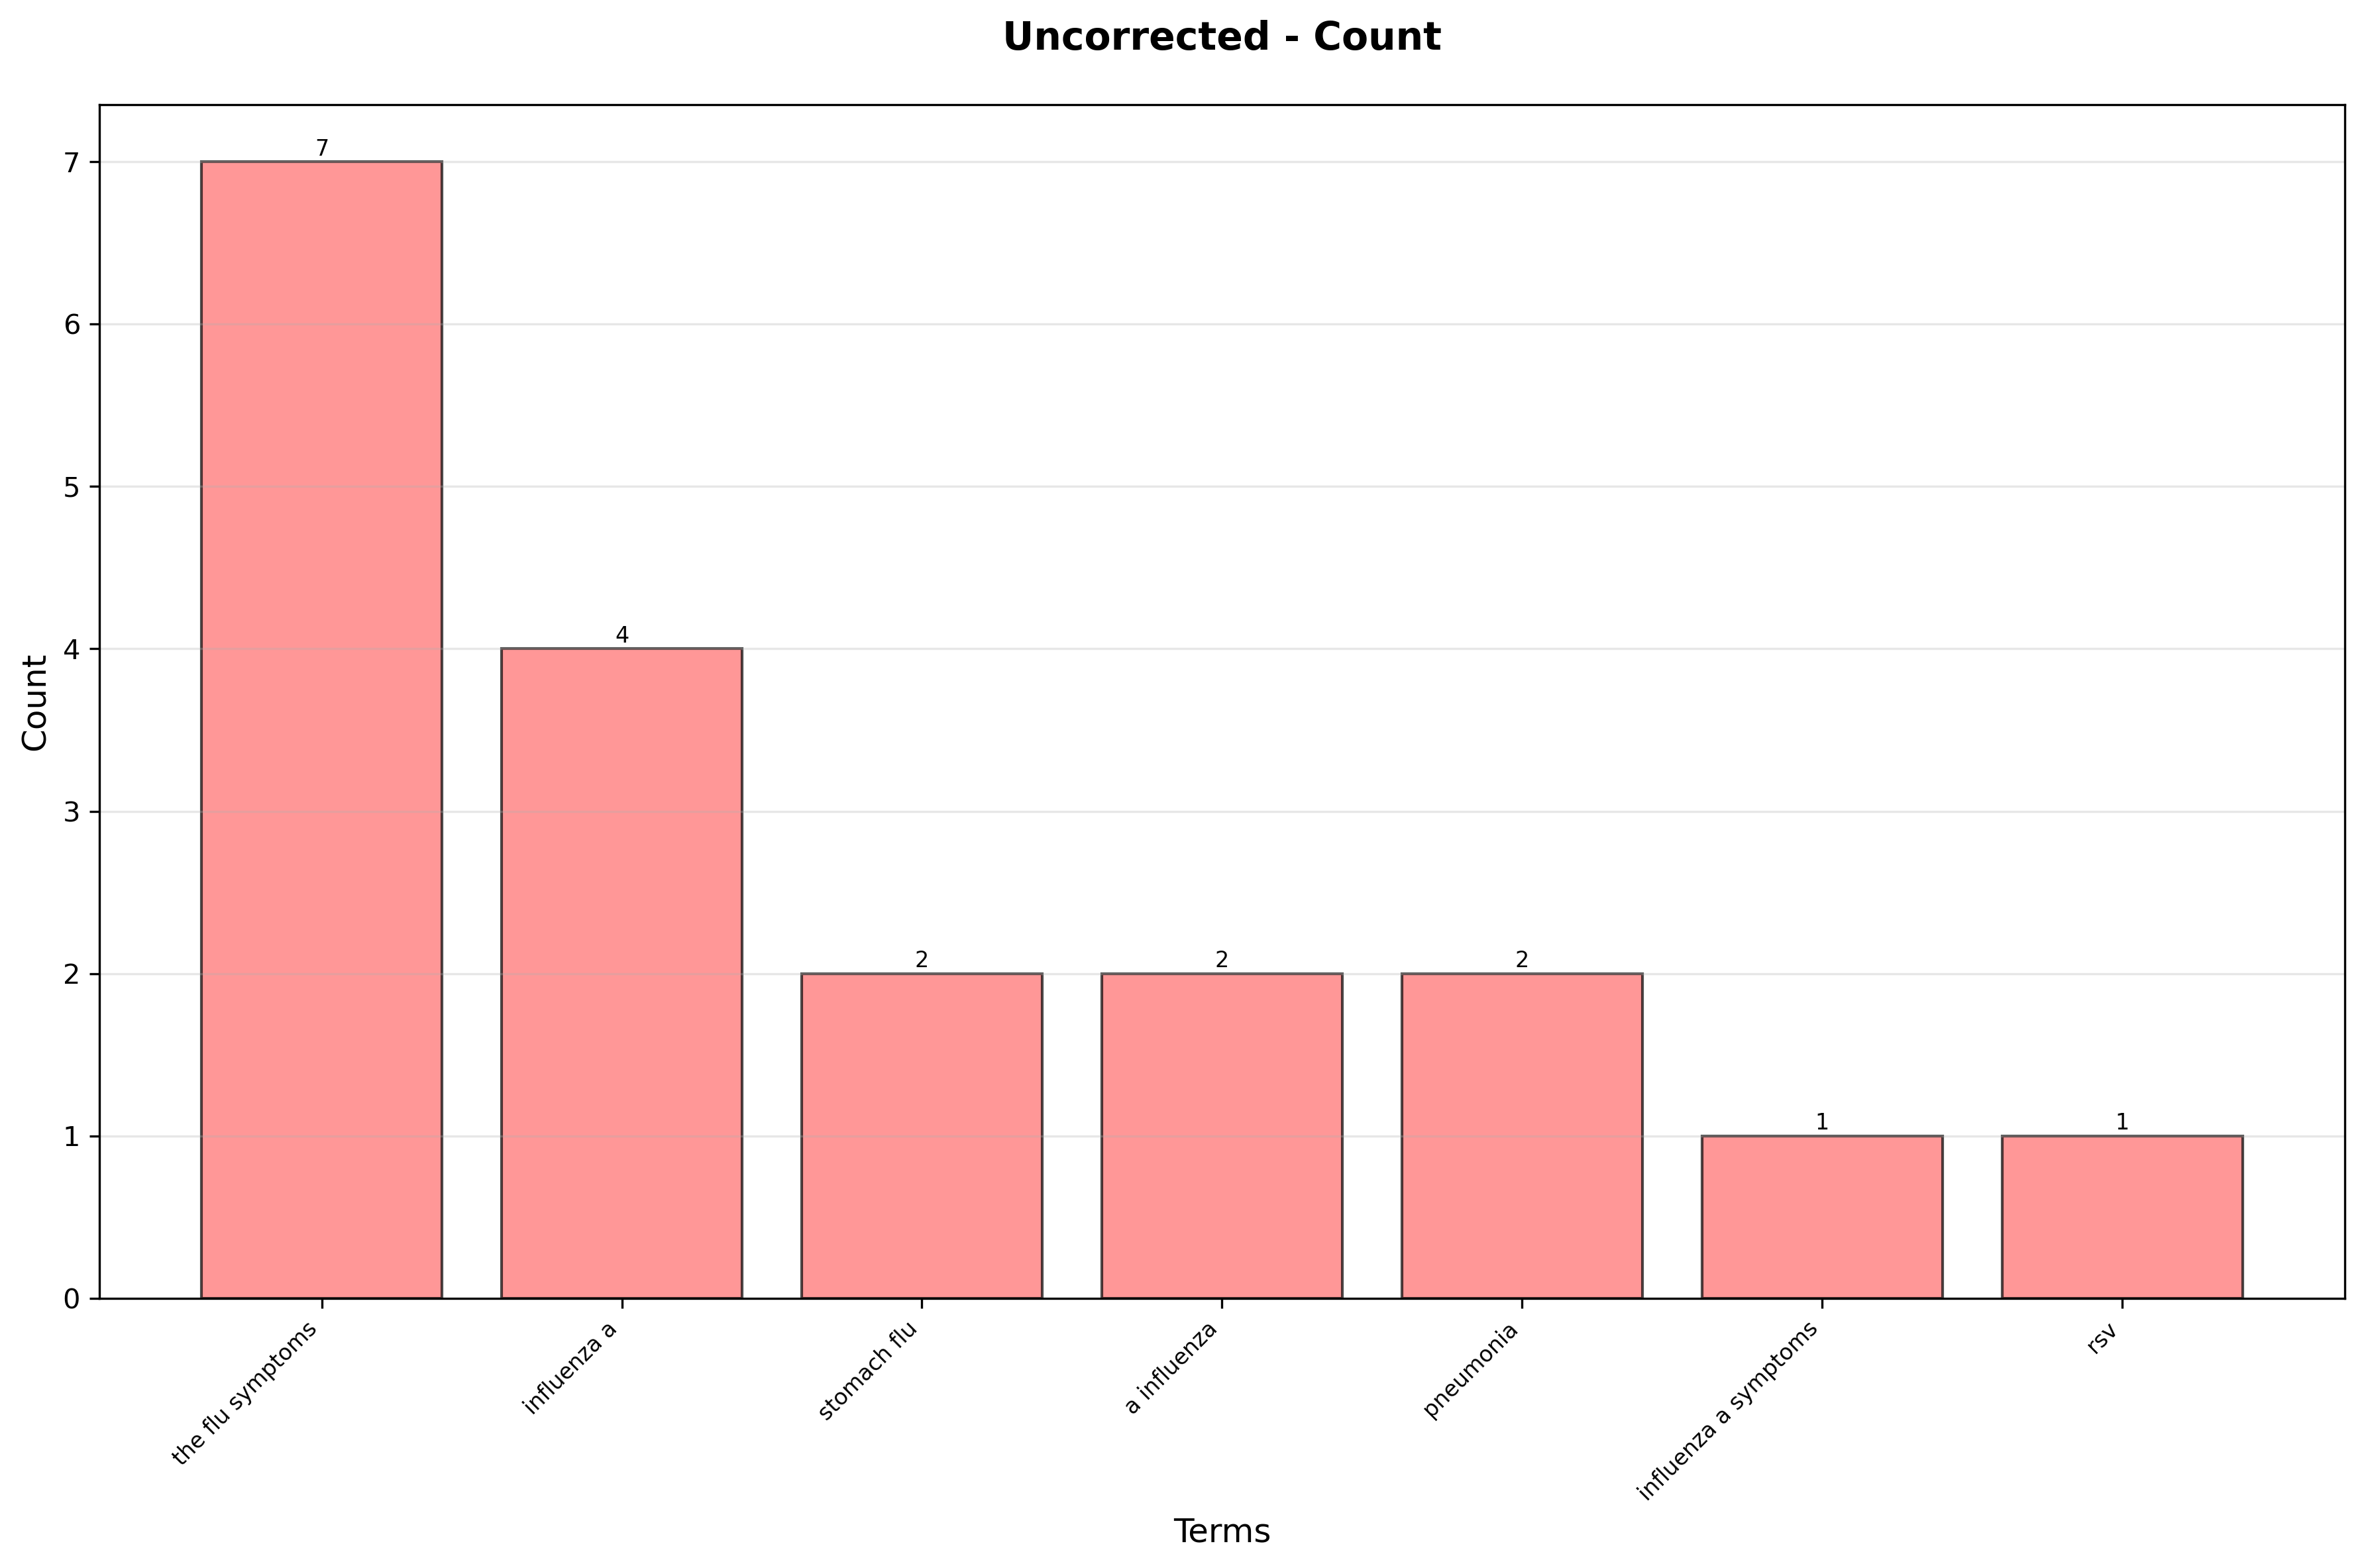 Uncorrected - Count
Count
7
6
5
4
3
2
1
0
7
4
2
2
2
1
1
the flu symptoms
influenza a
stomach flu
a influenza
pneumonia
influenza a symptoms
rsv
Terms